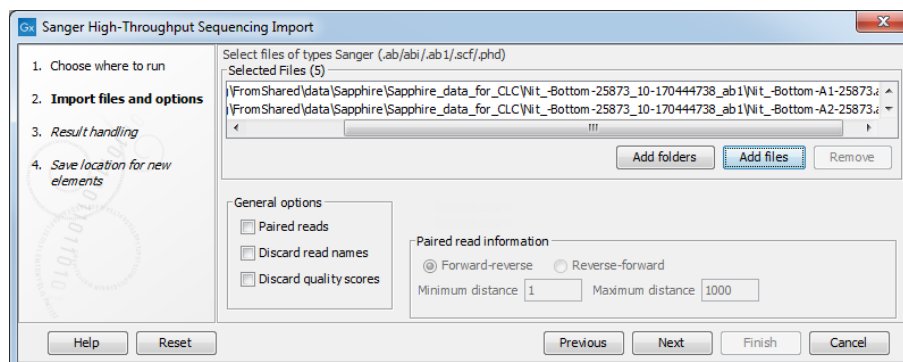 Gx Sanger High-Throughput Sequencing Import
x
1. Choose where to run
2. Import files and options
3. Result handling
4. Save location for new
elements
Select files of types Sanger (.ab/abi/.ab1/.scf/.phd)
Selected Files (5)
\FromShared\data\Sapphire\Sapphire_data_for_CLC\Nit_-Bottom-25873_10-170444738_ab1\Nit_-Bottom-A1-25873.a
\FromShared\data\Sapphire\Sapphire_data_for_CLC\Nit_-Bottom-25873_10-170444738_ab1\Nit_-Bottom-A2-25873.a
Add folders Add files Remove
General options
Paired reads
Discard read names
Discard quality scores
Paired read information
Forward-reverse Reverse-forward
Minimum distance 1 Maximum distance 1000
Help Reset Previous Next Finish Cancel